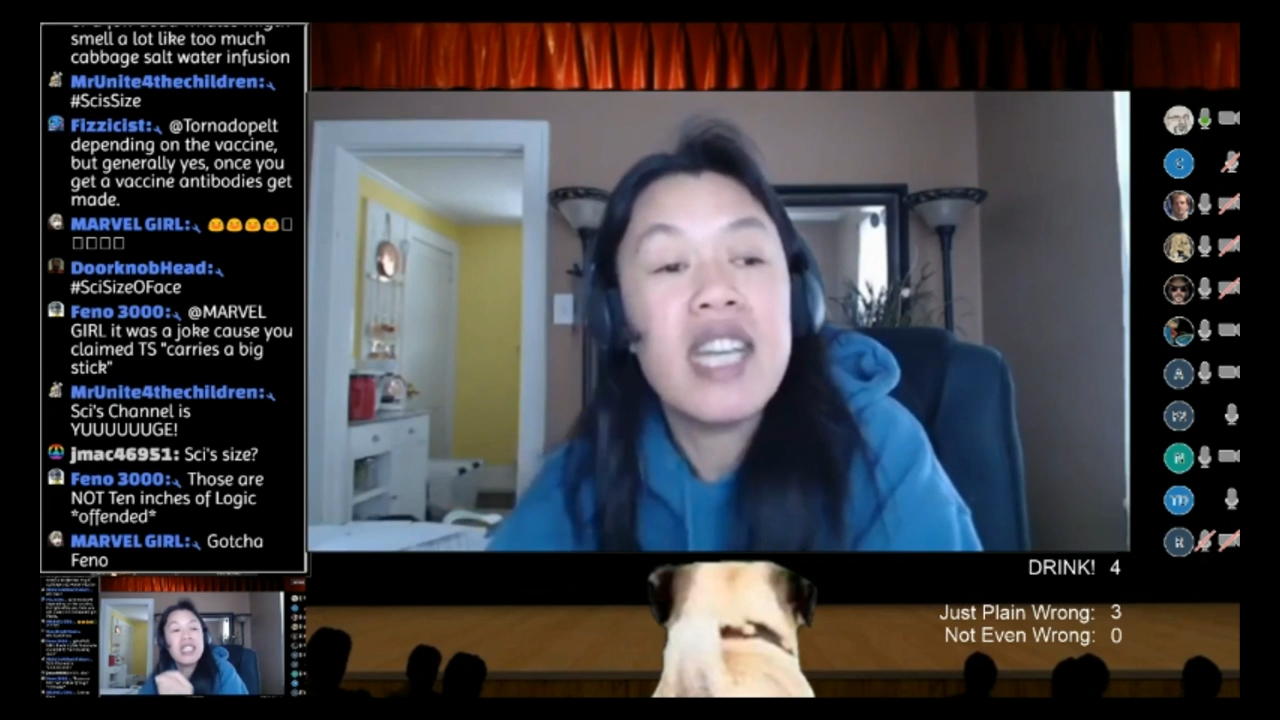 smell a lot like too much
cabbage salt water infusion
MrUnite4thechildren:
#ScisSize
Fizzicist: @Tornadopelt
depending on the vaccine,
but generally yes, once you
get a vaccine antibodies get
made.
MARVEL GIRL:
DoorknobHead:
#SciSizeOFace
Feno 3000: @MARVEL
GIRL it was a joke cause you
claimed TS "carries a big
stick"
MrUnite4thechildren:
Sci's Channel is
YUUUUUUGE!
jmac46951: Sci's size?
Feno 3000: Those are
NOT Ten inches of Logic
*offended*
MARVEL GIRL: Gotcha
Feno
S
A
DRINK! 4
Just Plain Wrong: 3
Not Even Wrong: 0